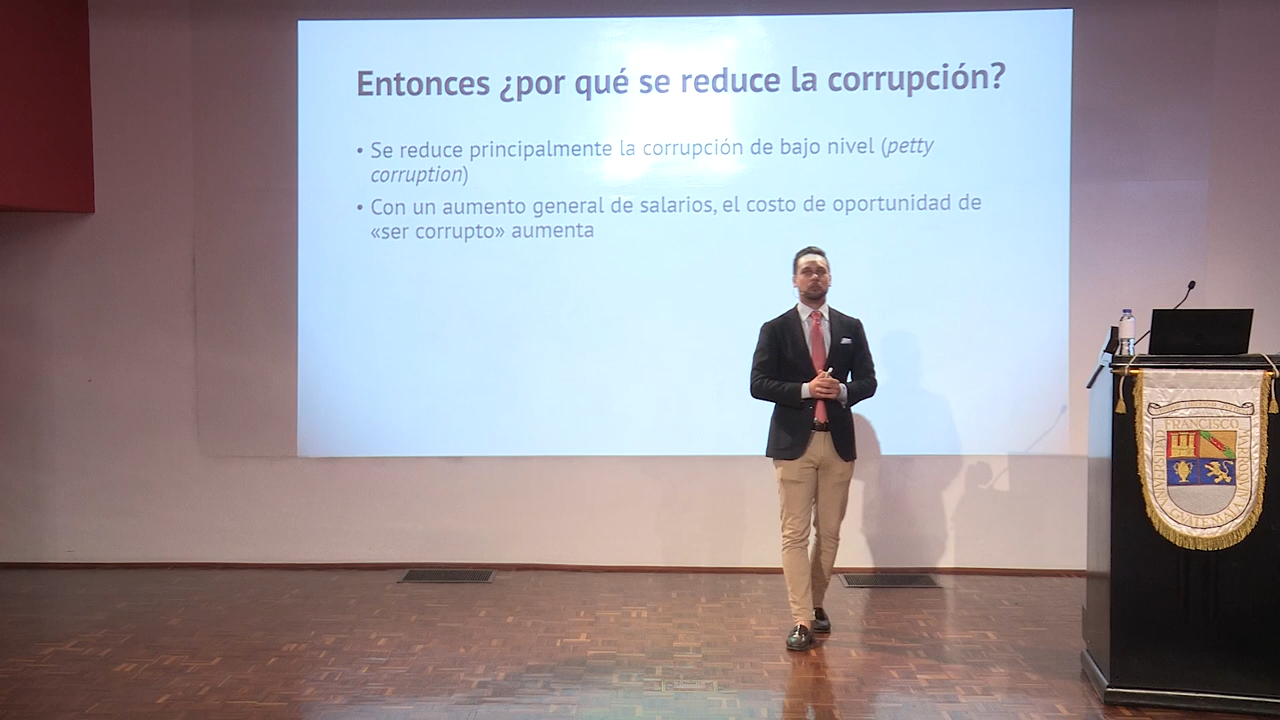 Entonces ¿por qué se reduce la corrupción?
• Se reduce principalmente la corrupción de bajo nivel (petty
corruption)
• Con un aumento general de salarios, el costo de oportunidad de
«ser corrupto» aumenta
FRANCISCO
GUATEMALA